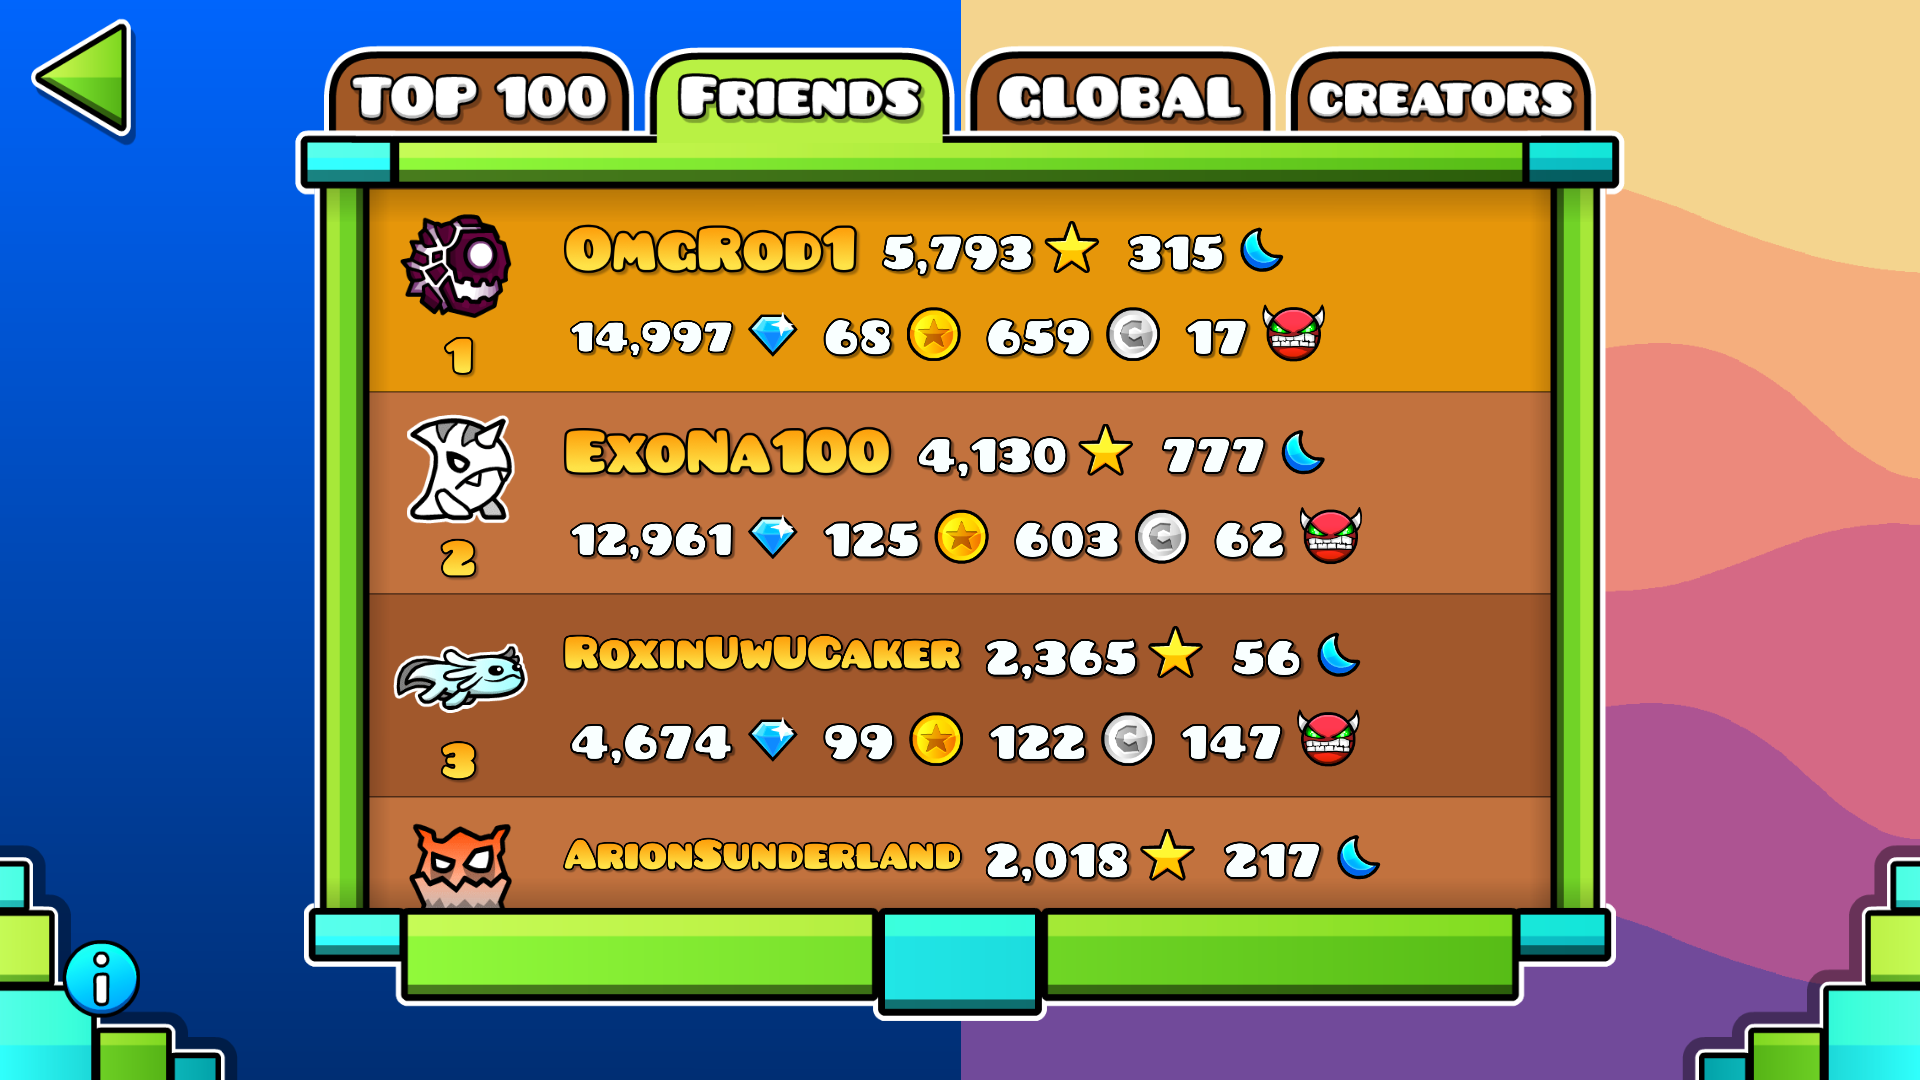 TOP 100 FRIENDS GLOBAL CREATORS
OmgRod1 5,793 315
14,997 68 659 17
1
ExoNa100 4,130 777
12,961 125 603 62
2
RoxinUwUCaker 2,365 56
4,674 99 122 147
3
ArionSunderland 2,018 217
i